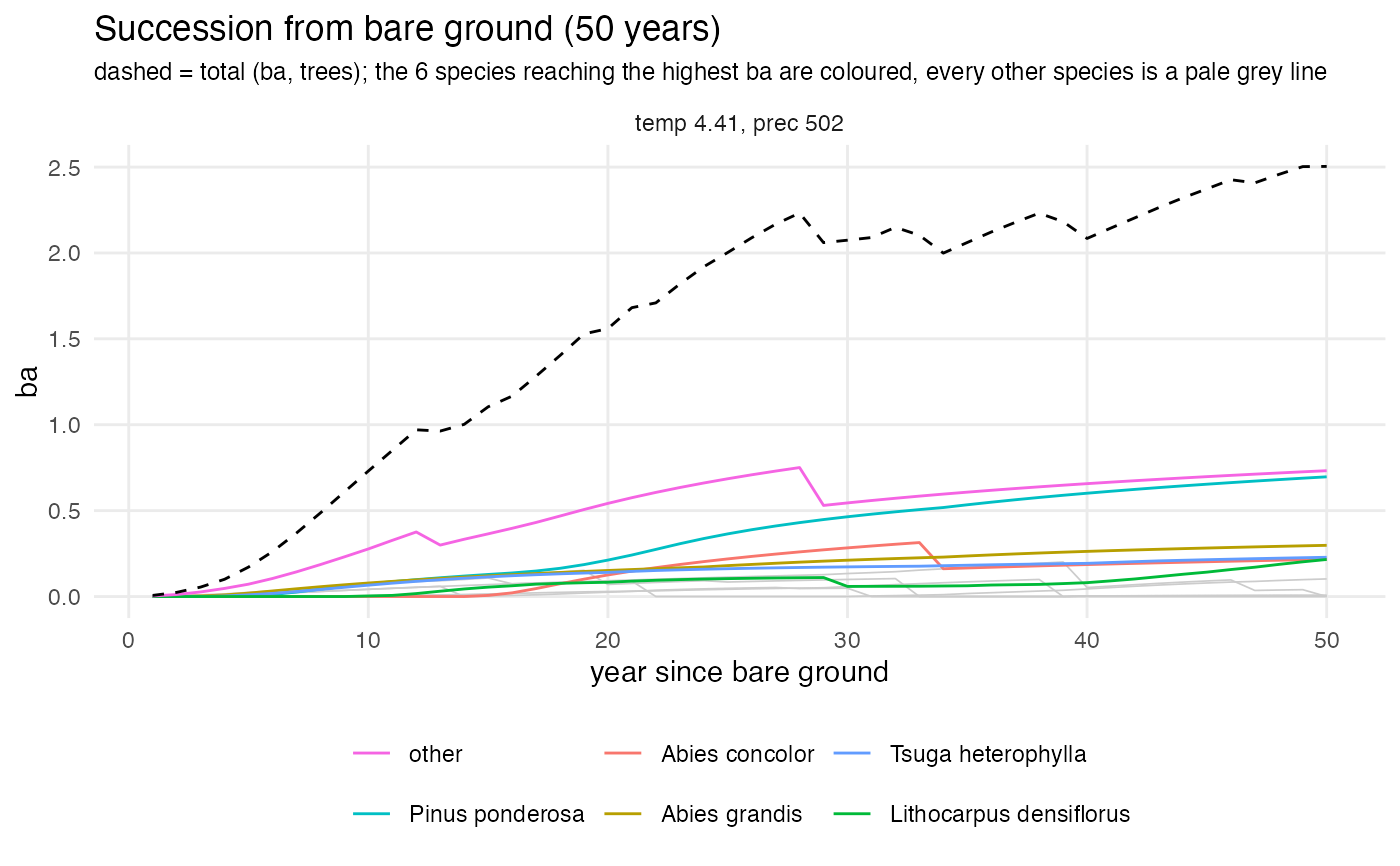 Succession from bare ground (50 years)
dashed = total (ba, trees); the 6 species reaching the highest ba are coloured, every other species is a pale grey line
temp 4.41, prec 502
2.5
2.0
1.5
1.0
0.5
0.0
ba
0 10 20 30 40 50
year since bare ground
other Abies concolor Tsuga heterophylla
Pinus ponderosa Abies grandis Lithocarpus densiflorus